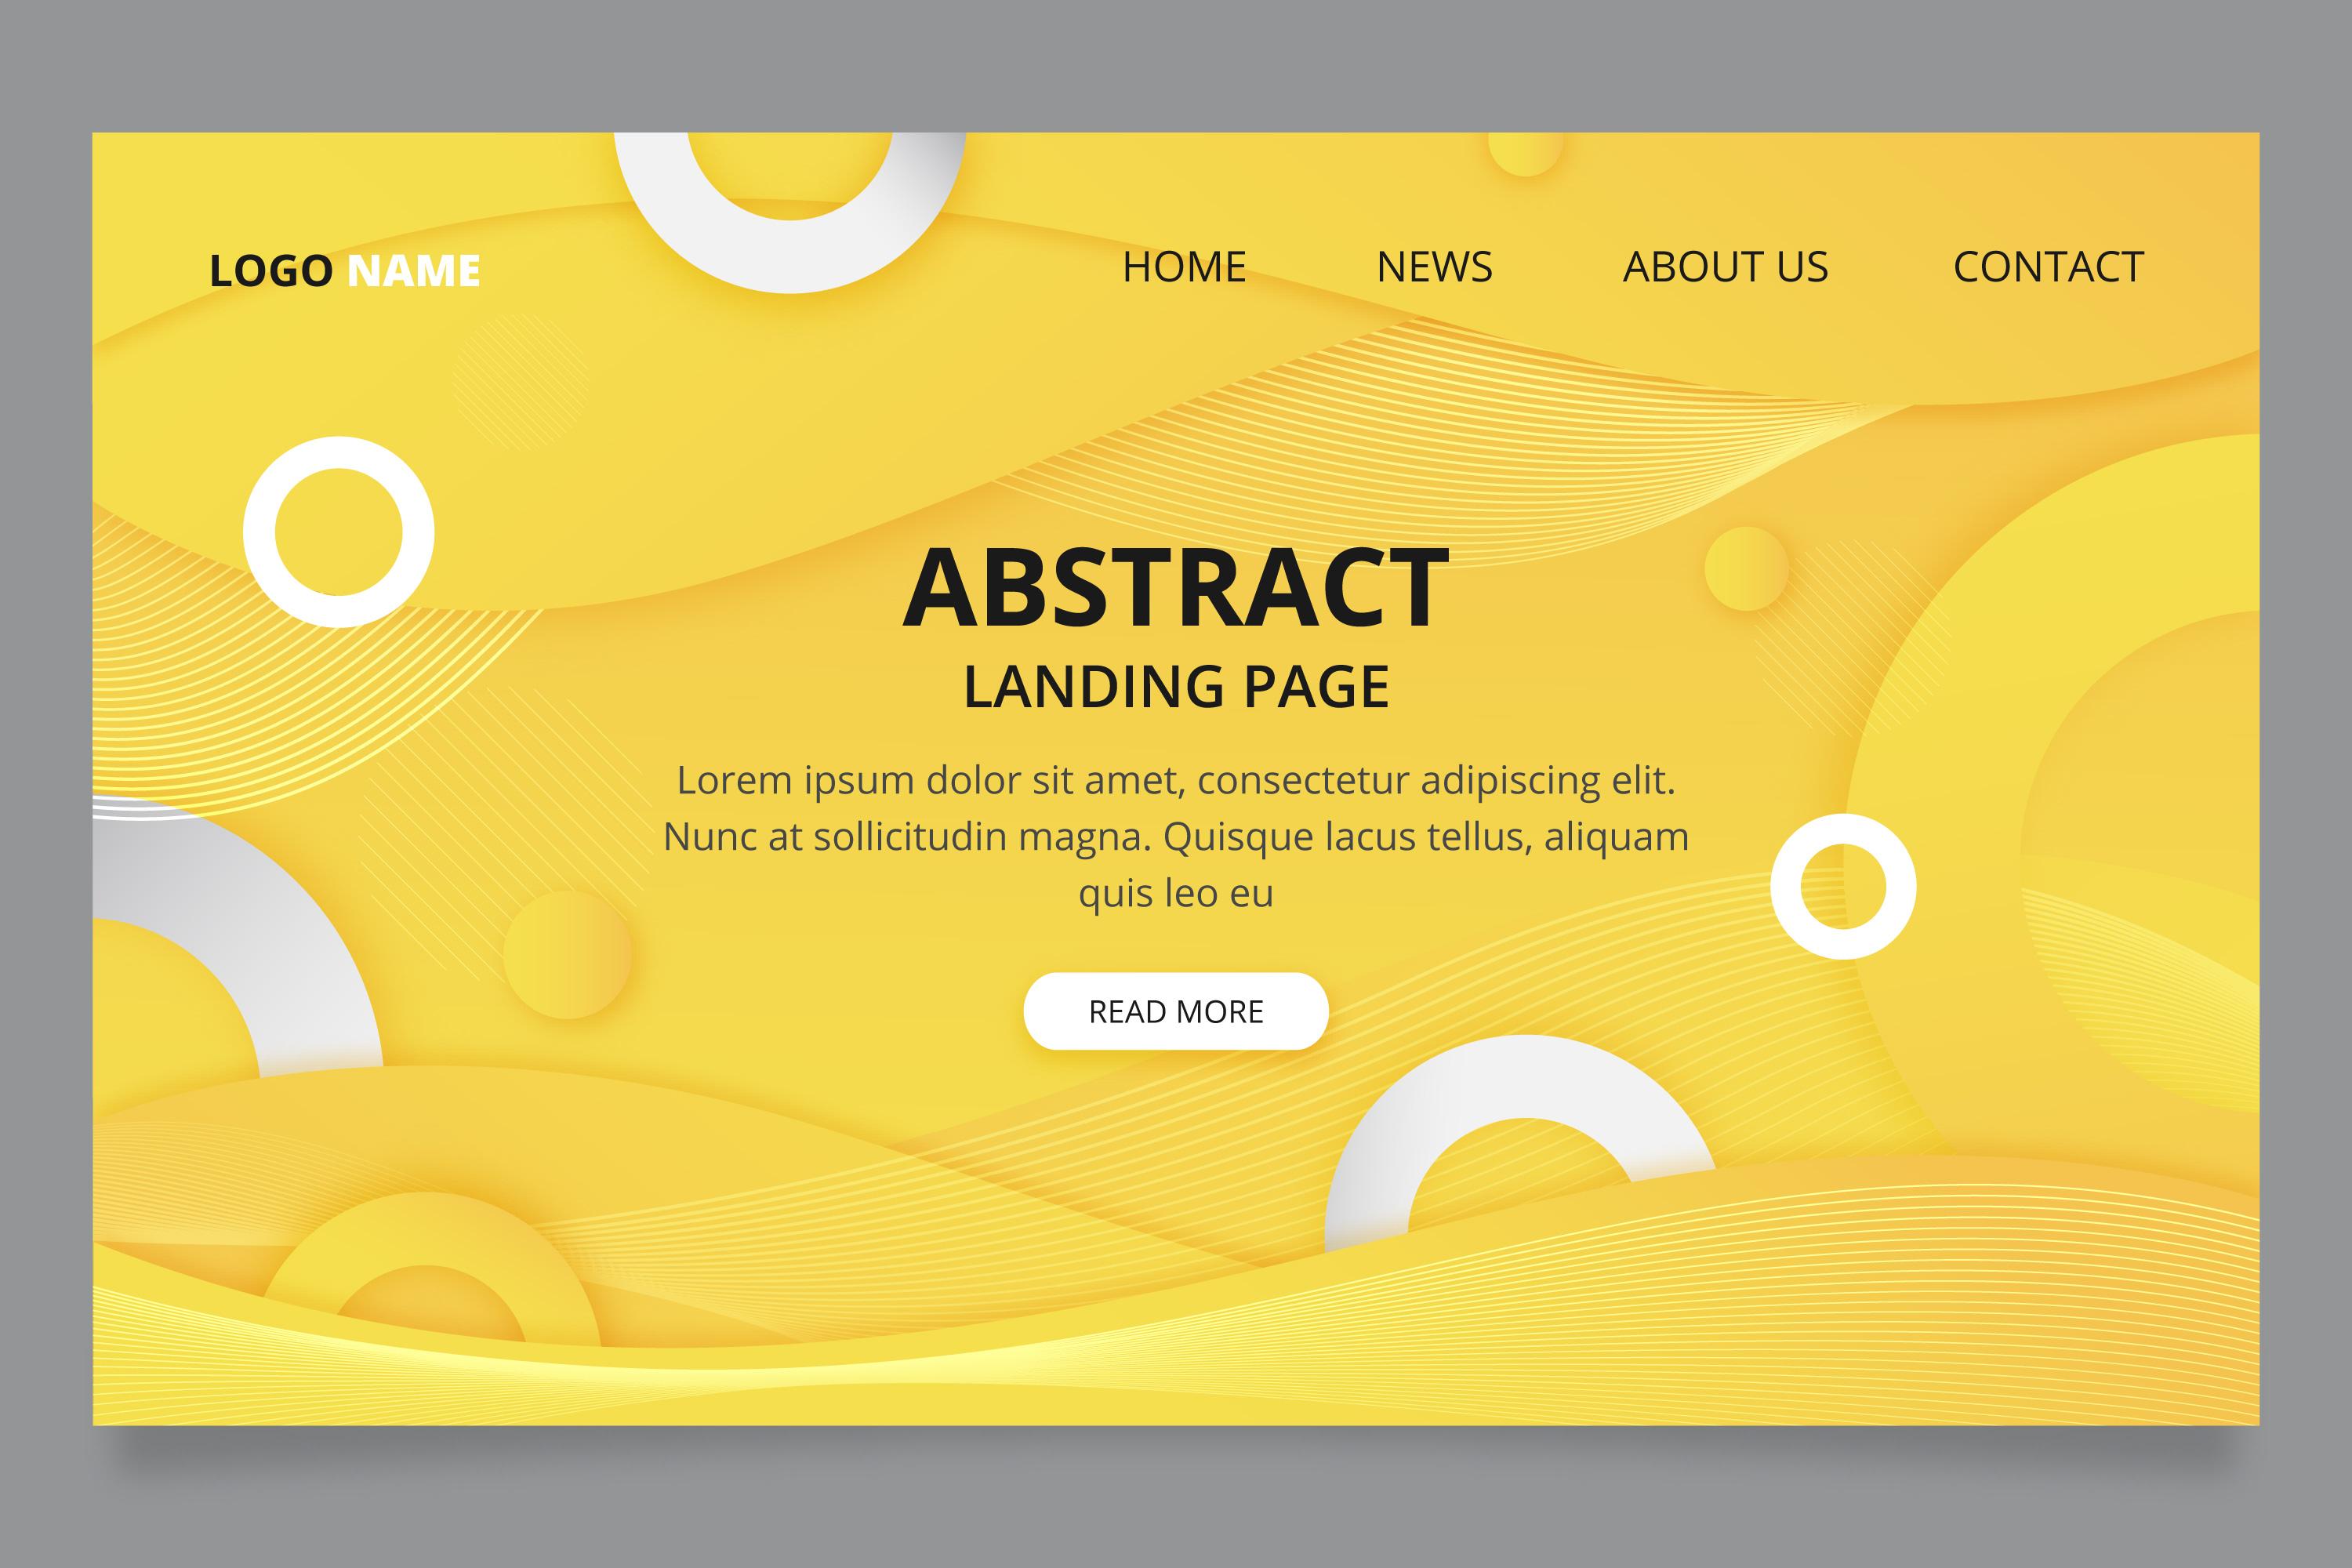 LOGO NAME
HOME NEWS ABOUT US CONTACT
ABSTRACT
LANDING PAGE
Lorem ipsum dolor sit amet, consectetur adipiscing elit.
Nunc at sollicitudin magna. Quisque lacus tellus, aliquam
quis leo eu
READ MORE